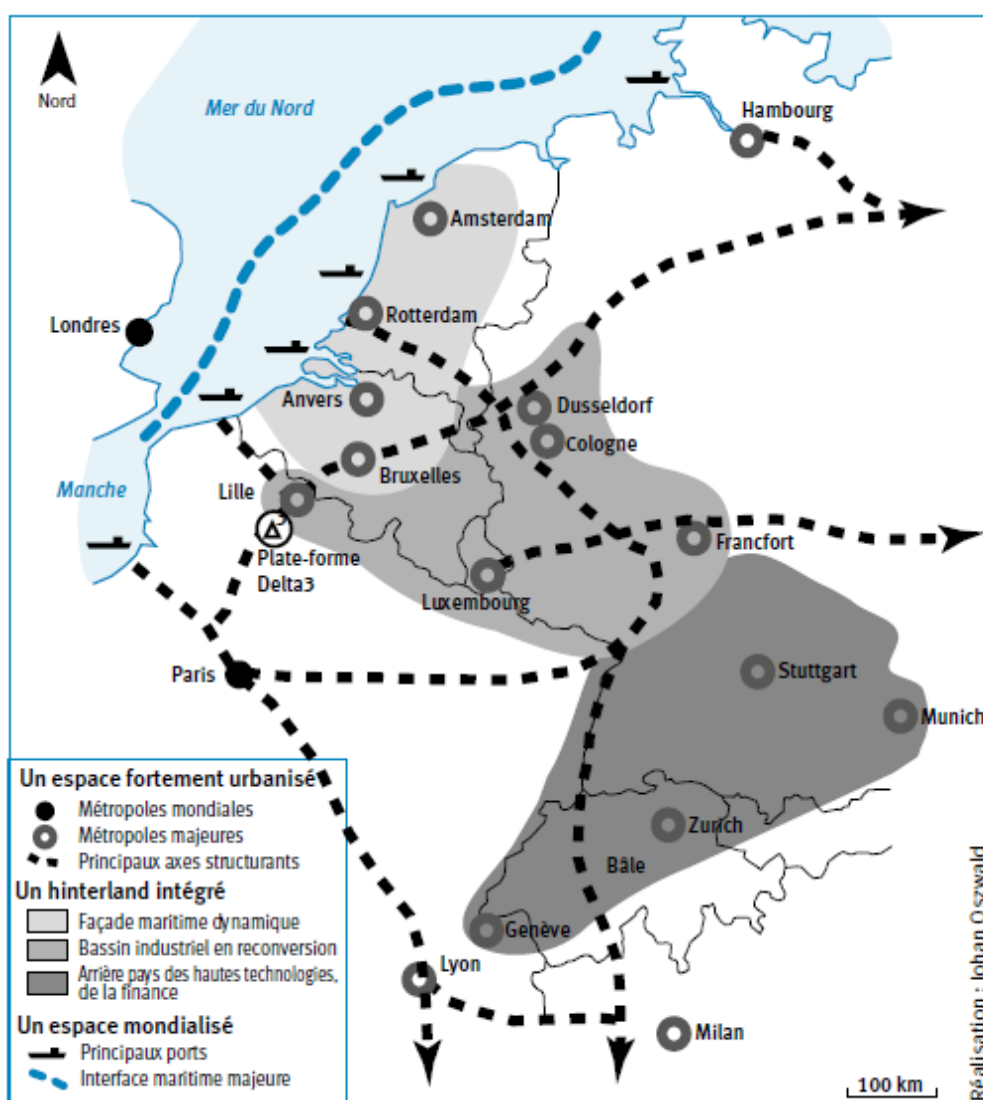 Nord
Mer du Nord
Hambourg
Amsterdam
Londres
Rotterdam
Anvers
Dusseldorf
Cologne
Bruxelles
Manche
Lille
3
Plate-forme
Delta3
Francfort
Luxembourg
Paris
Stuttgart
Munich
Un espace fortement urbanisé
Métropoles mondiales
Métropoles majeures
Principaux axes structurants
Un hinterland intégré
Façade maritime dynamique
Bassin industriel en reconversion
Arrière pays des hautes technologies,
de la finance
Un espace mondialisé
Principaux ports
Interface maritime majeure
Zurich
Bâle
Genève
Lyon
Milan
100 km
Réalisation : Johan Oszwald